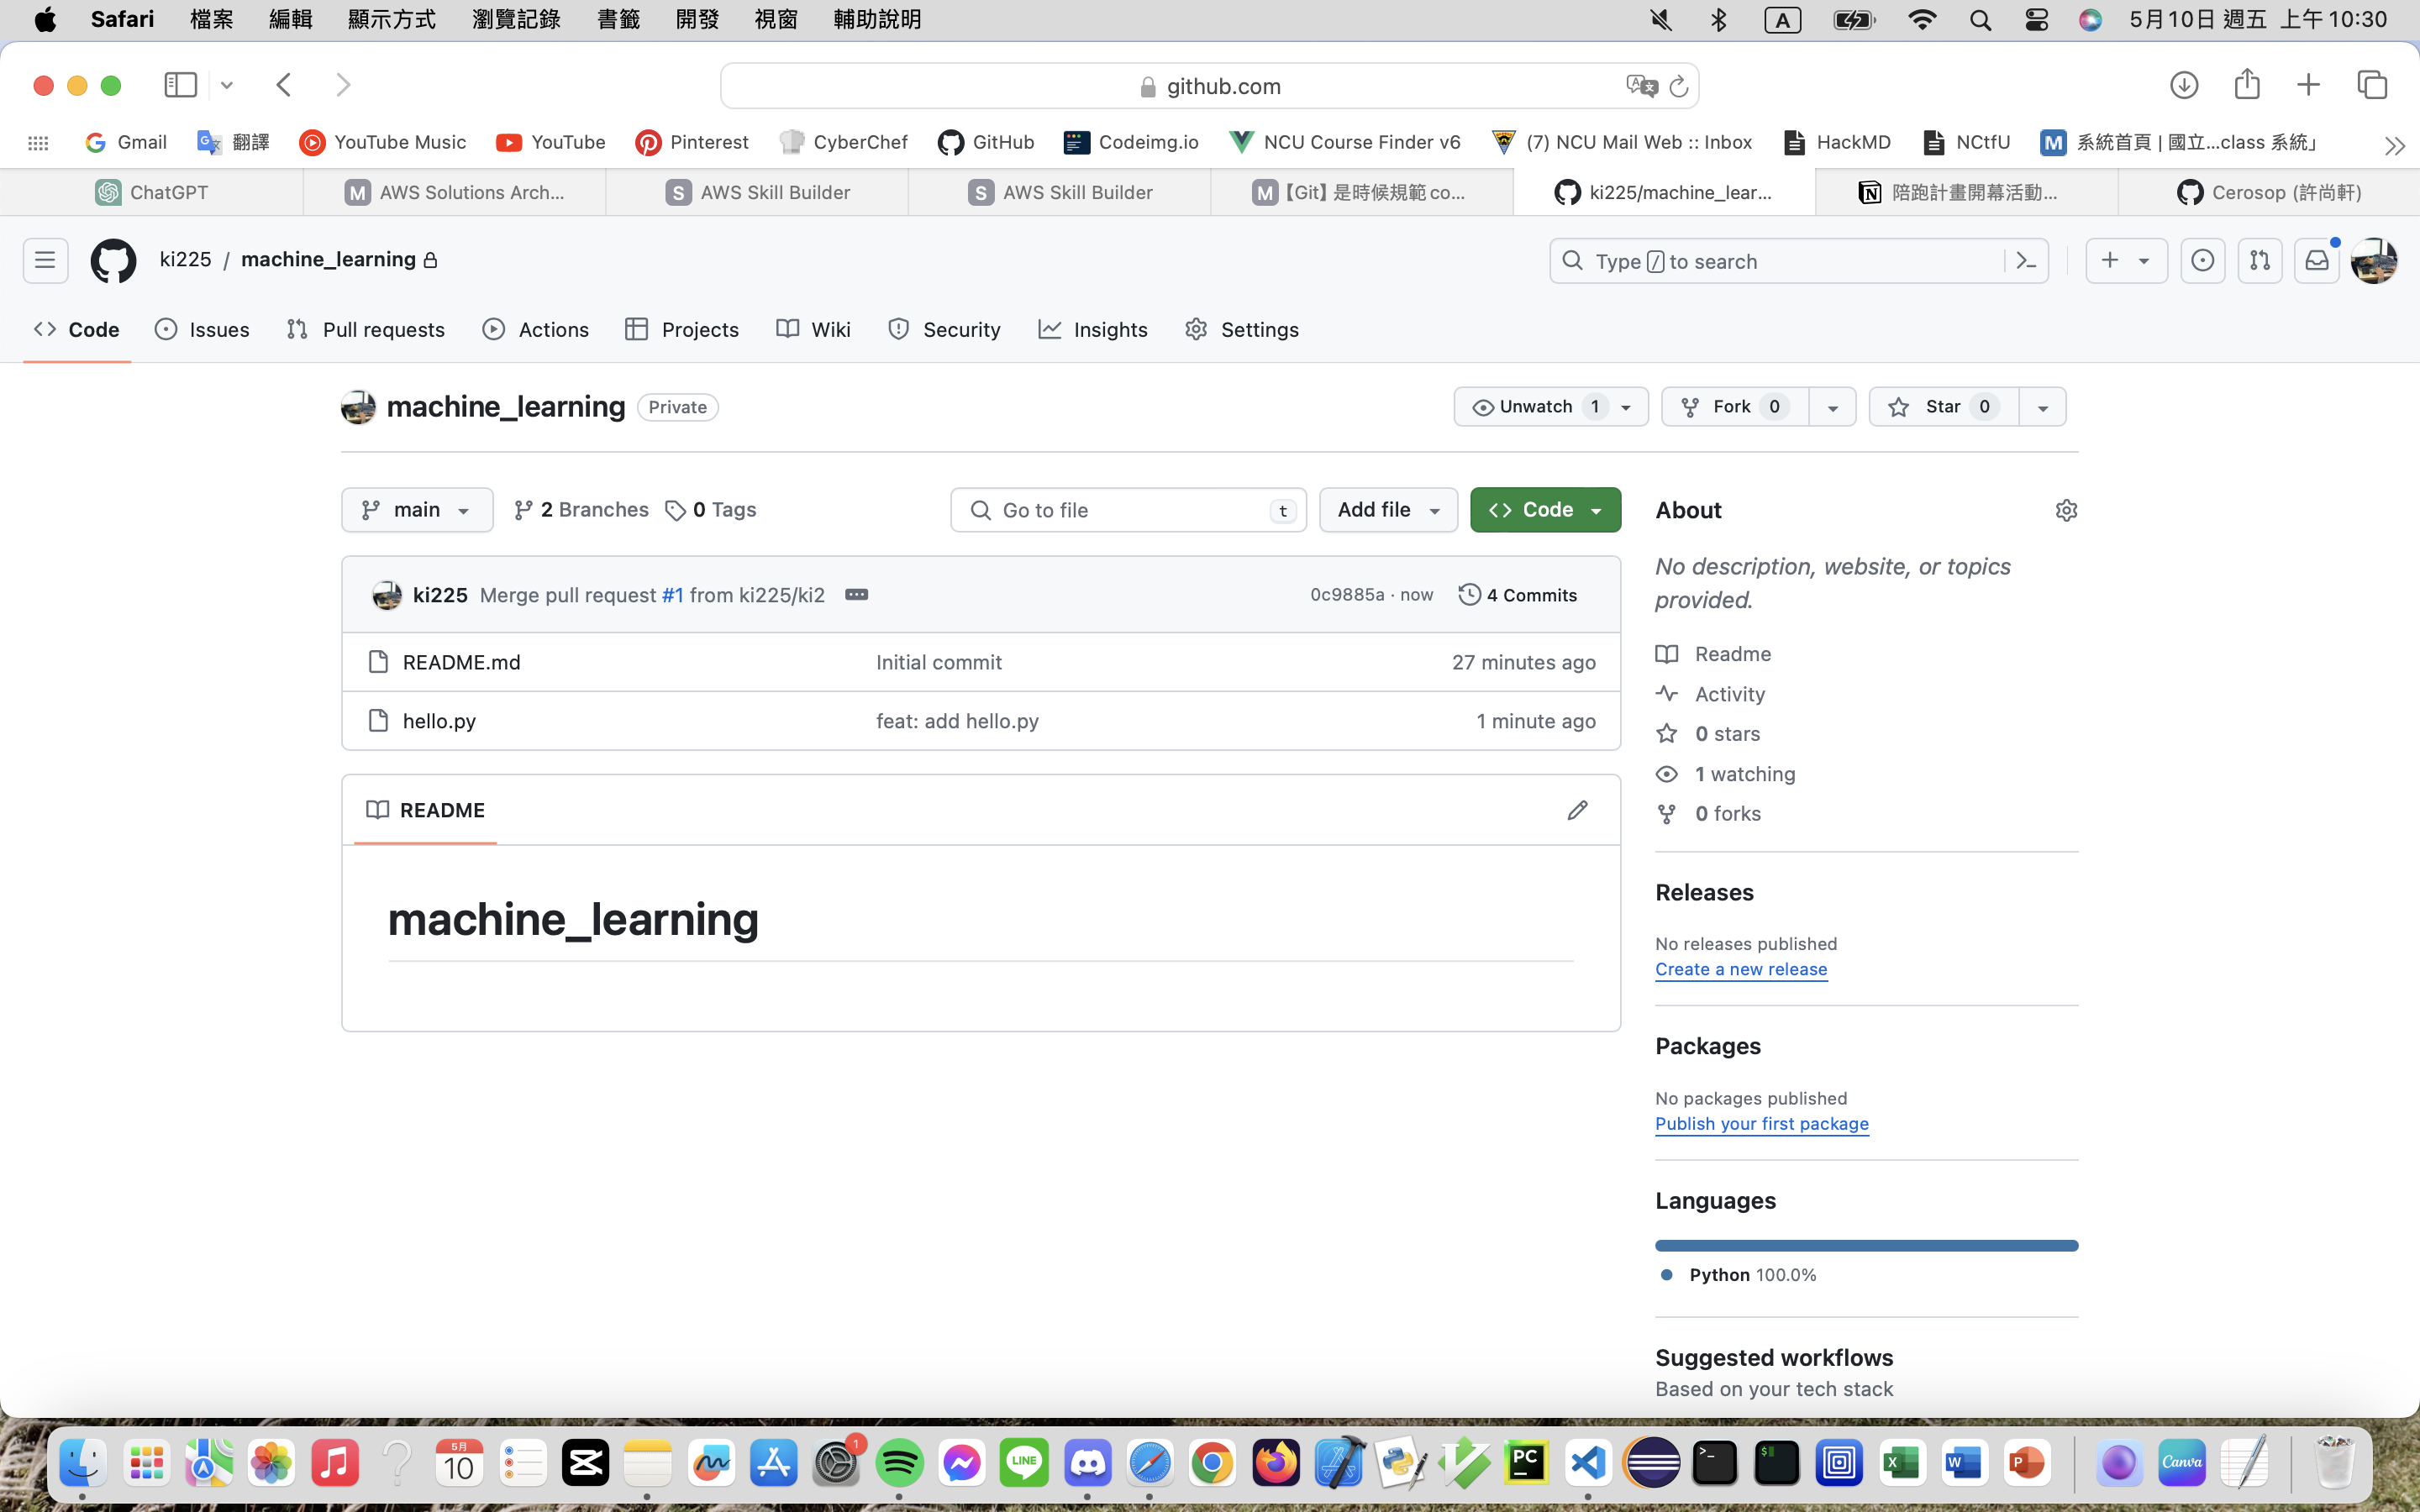 Safari 檔案 編輯 顯示方式 瀏覽記錄 書籤 開發 視窗 輔助說明 A 5月10日 週五 上午10:30
github.com
Gmail 翻譯 YouTube Music YouTube Pinterest CyberChef GitHub Codeimg.io NCU Course Finder v6 (7) NCU Mail Web :: Inbox HackMD NCtfU M 系統首頁 | 國立...class 系統」
ChatGPT M AWS Solutions Arch... S AWS Skill Builder S AWS Skill Builder M 【Git】是時候規範 co... ki225/machine_lear... 陪跑計畫開幕活動... Cerosop (許尚軒)
ki225 / machine_learning Type / to search
Code Issues Pull requests Actions Projects Wiki Security Insights Settings
machine_learning Private Unwatch 1 Fork 0 Star 0
main 2 Branches 0 Tags Go to file t Add file Code
ki225 Merge pull request #1 from ki225/ki2 0c9885a · now 4 Commits
README.md Initial commit 27 minutes ago
hello.py feat: add hello.py 1 minute ago
README
machine_learning
About
No description, website, or topics
provided.
Readme
Activity
0 stars
1 watching
0 forks
Releases
No releases published
Create a new release
Packages
No packages published
Publish your first package
Languages
Python 100.0%
Suggested workflows
Based on your tech stack
5月
10
1
LINE
PC
X
W
P
Canva